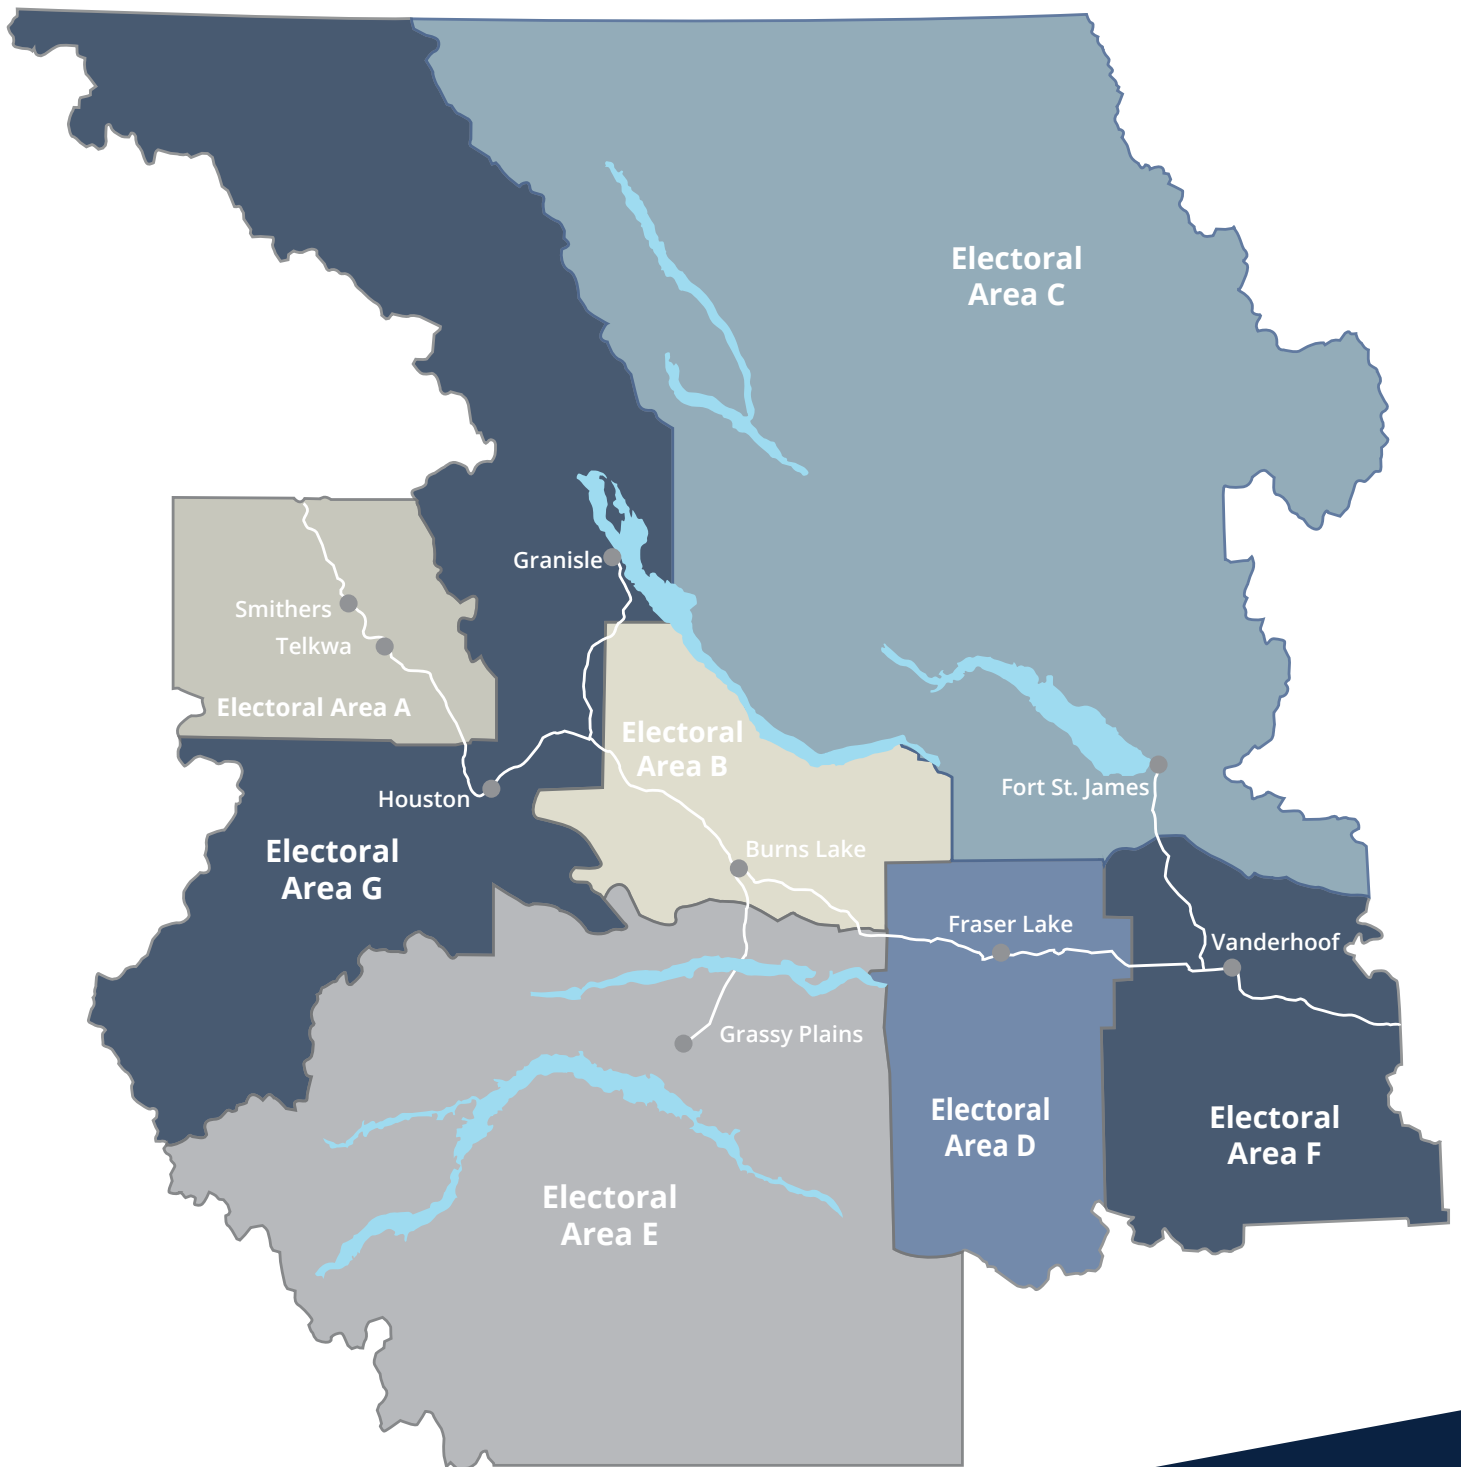 Electoral
Area C
Granisle
Smithers
Telkwa
Electoral Area A
Electoral
Area B
Houston
Fort St. James
Electoral
Area G
Burns Lake
Fraser Lake
Vanderhoof
Grassy Plains
Electoral
Area D
Electoral
Area F
Electoral
Area E